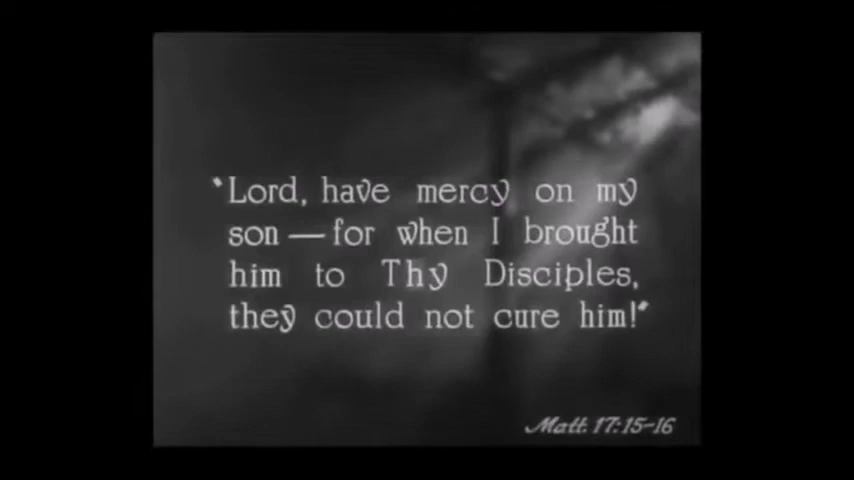 "Lord, have mercy on my
son — for when I brought
him to Thy Disciples,
they could not cure him!"
Matt. 17:15-16